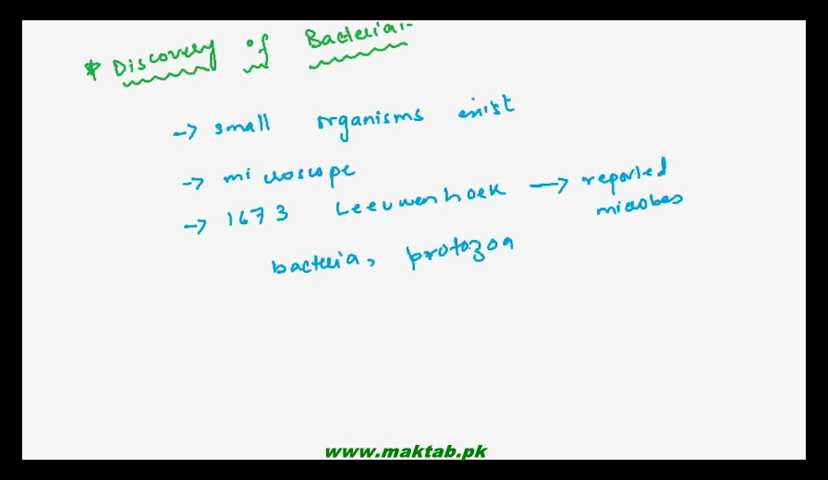 * Discovery of Bacteria:-
-> small organisms exist
-> microscope
-> 1673 Leeuwenhoek -> reported microbes
bacteria, protozoa
www.maktab.pk